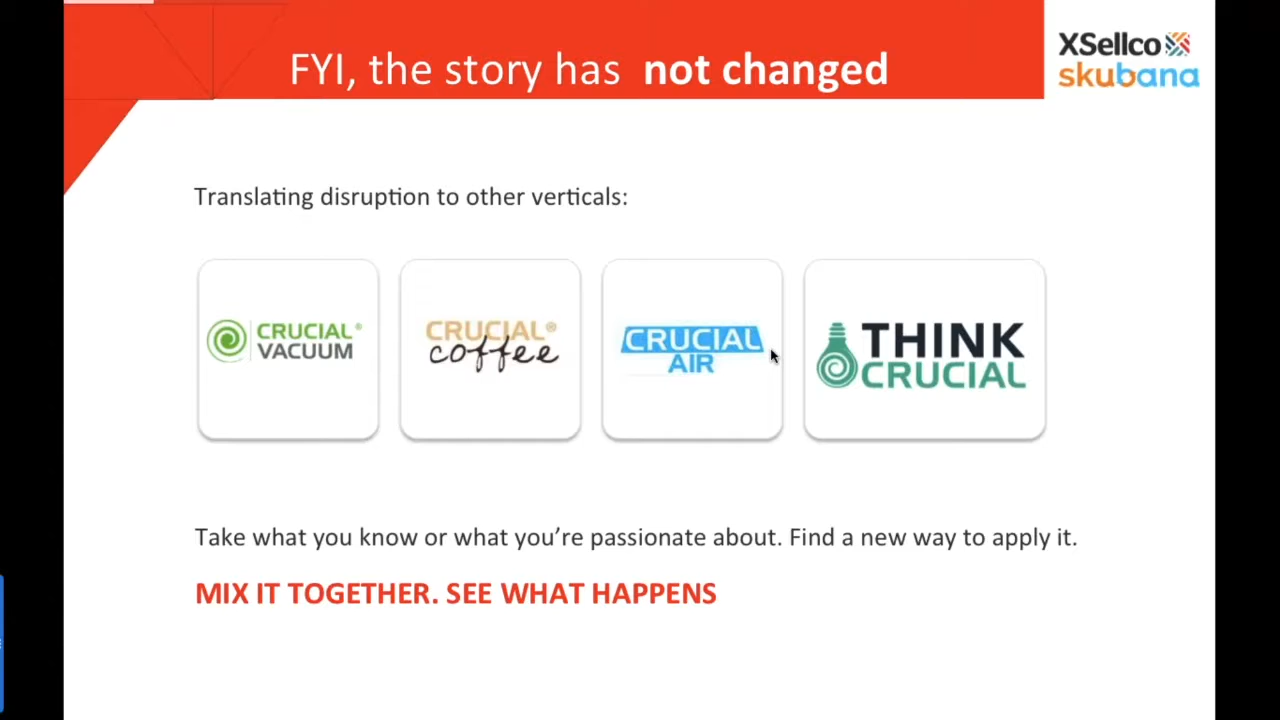 FYI, the story has not changed
XSellco
skubana
Translating disruption to other verticals:
CRUCIAL®
VACUUM
CRUCIAL®
coffee
CRUCIAL
AIR
THINK
CRUCIAL
Take what you know or what you’re passionate about. Find a new way to apply it.
MIX IT TOGETHER. SEE WHAT HAPPENS